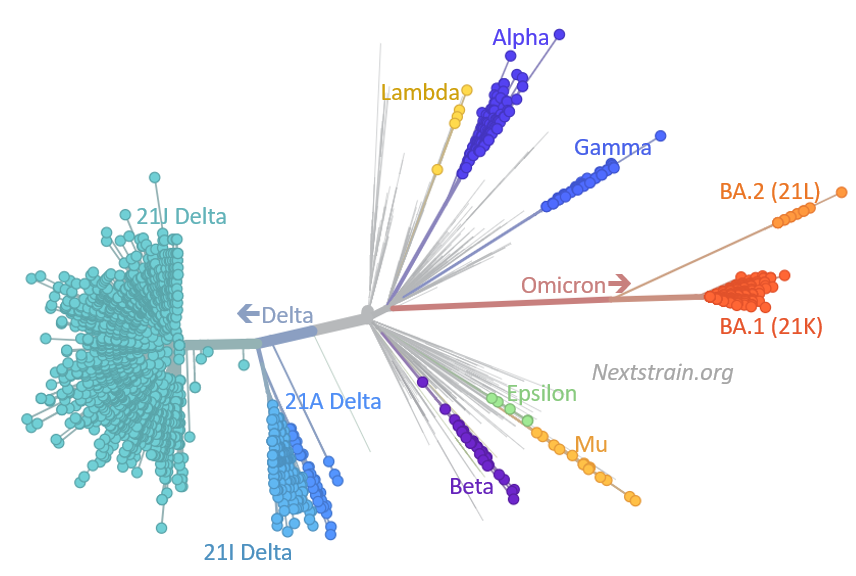 Alpha
Lambda
Gamma
BA.2 (21L)
21J Delta
Omicron→
←Delta
BA.1 (21K)
Nextstrain.org
Epsilon
21A Delta
Mu
Beta
21I Delta